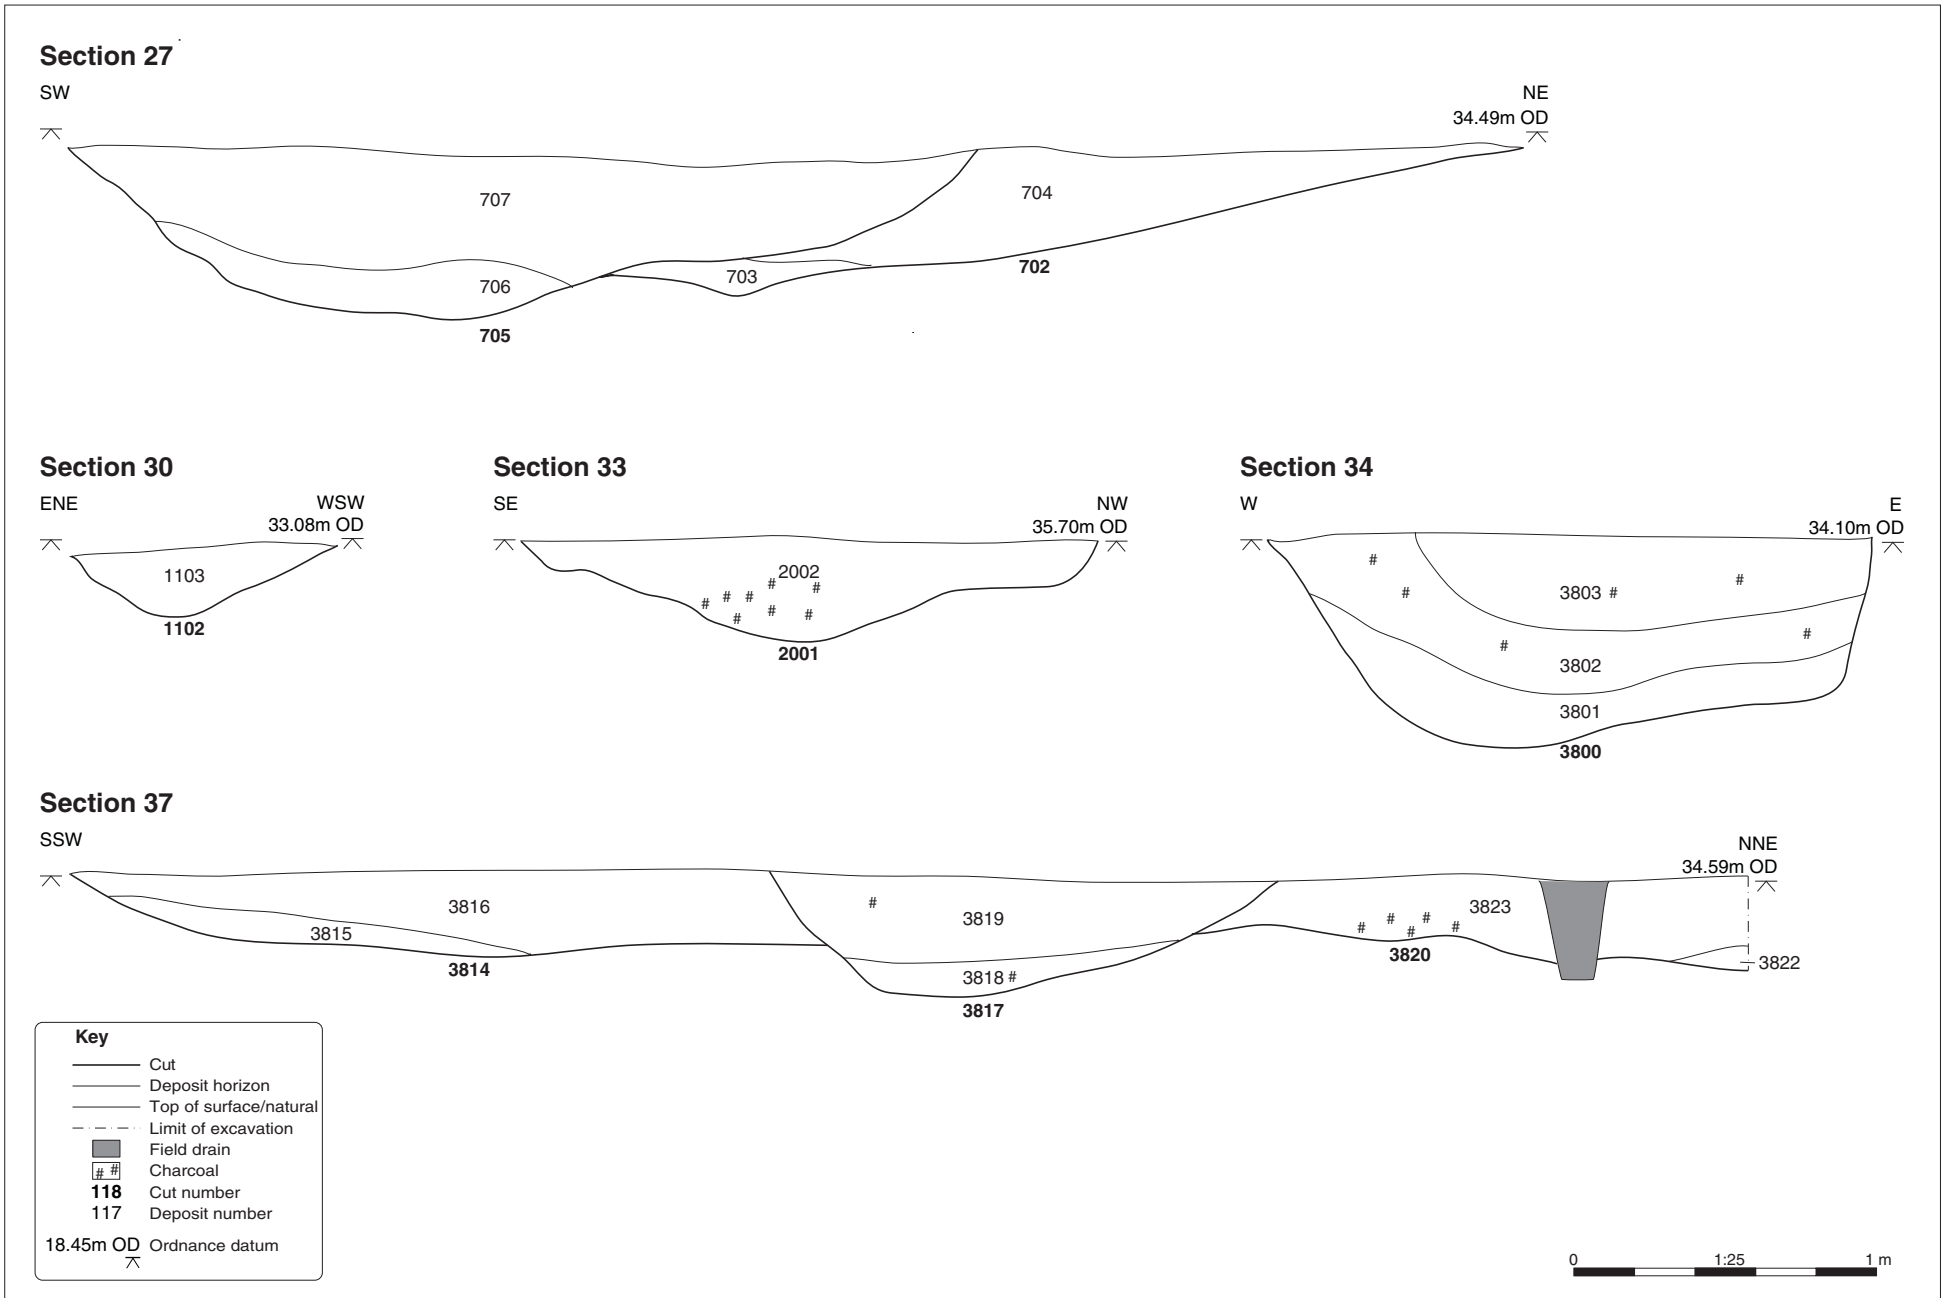 Section 27
SW
NE
34.49m OD
707
704
706
703
702
705
Section 30
ENE
WSW
33.08m OD
1103
1102
Section 33
SE
NW
35.70m OD
2002
# # # # # # # #
2001
Section 34
W
E
34.10m OD
#
#
3803 #
#
#
#
3802
3801
3800
Section 37
SSW
NNE
34.59m OD
3816
3815
3814
#
3819
3818 #
3817
3823
# # # # #
3820
3822
Key
Cut
Deposit horizon
Top of surface/natural
Limit of excavation
Field drain
# # Charcoal
118 Cut number
117 Deposit number
18.45m OD Ordnance datum
0 1:25 1 m